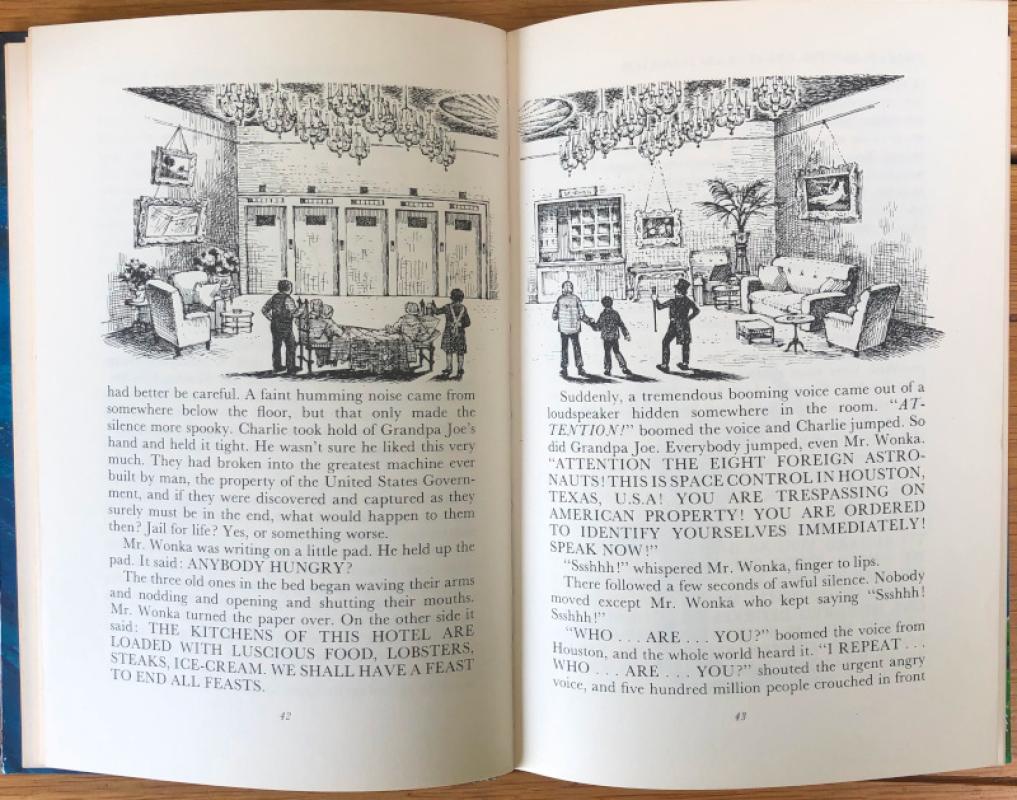 had better be careful. A faint humming noise came from
somewhere below the floor, but that only made the
silence more spooky. Charlie took hold of Grandpa Joe's
hand and held it tight. He wasn't sure he liked this very
much. They had broken into the greatest machine ever
built by man, the property of the United States Govern-
ment, and if they were discovered and captured as they
surely must be in the end, what would happen to them
then? Jail for life? Yes, or something worse.
Mr. Wonka was writing on a little pad. He held up the
pad. It said: ANYBODY HUNGRY?
The three old ones in the bed began waving their arms
and nodding and opening and shutting their mouths.
Mr. Wonka turned the paper over. On the other side it
said: THE KITCHENS OF THIS HOTEL ARE
LOADED WITH LUSCIOUS FOOD, LOBSTERS,
STEAKS, ICE-CREAM. WE SHALL HAVE A FEAST
TO END ALL FEASTS.
42
Suddenly, a tremendous booming voice came out of a
loudspeaker hidden somewhere in the room. "AT-
TENTION!" boomed the voice and Charlie jumped. So
did Grandpa Joe. Everybody jumped, even Mr. Wonka.
"ATTENTION THE EIGHT FOREIGN ASTRO-
NAUTS! THIS IS SPACE CONTROL IN HOUSTON,
TEXAS, U.S.A! YOU ARE TRESPASSING ON
AMERICAN PROPERTY! YOU ARE ORDERED
TO IDENTIFY YOURSELVES IMMEDIATELY!
SPEAK NOW!"
"Ssshhh!" whispered Mr. Wonka, finger to lips.
There followed a few seconds of awful silence. Nobody
moved except Mr. Wonka who kept saying "Ssshhh!
Ssshhh!"
"WHO . . . ARE . . . YOU?" boomed the voice from
Houston, and the whole world heard it. "I REPEAT . . .
WHO . . . ARE . . . YOU?" shouted the urgent angry
voice, and five hundred million people crouched in front
43